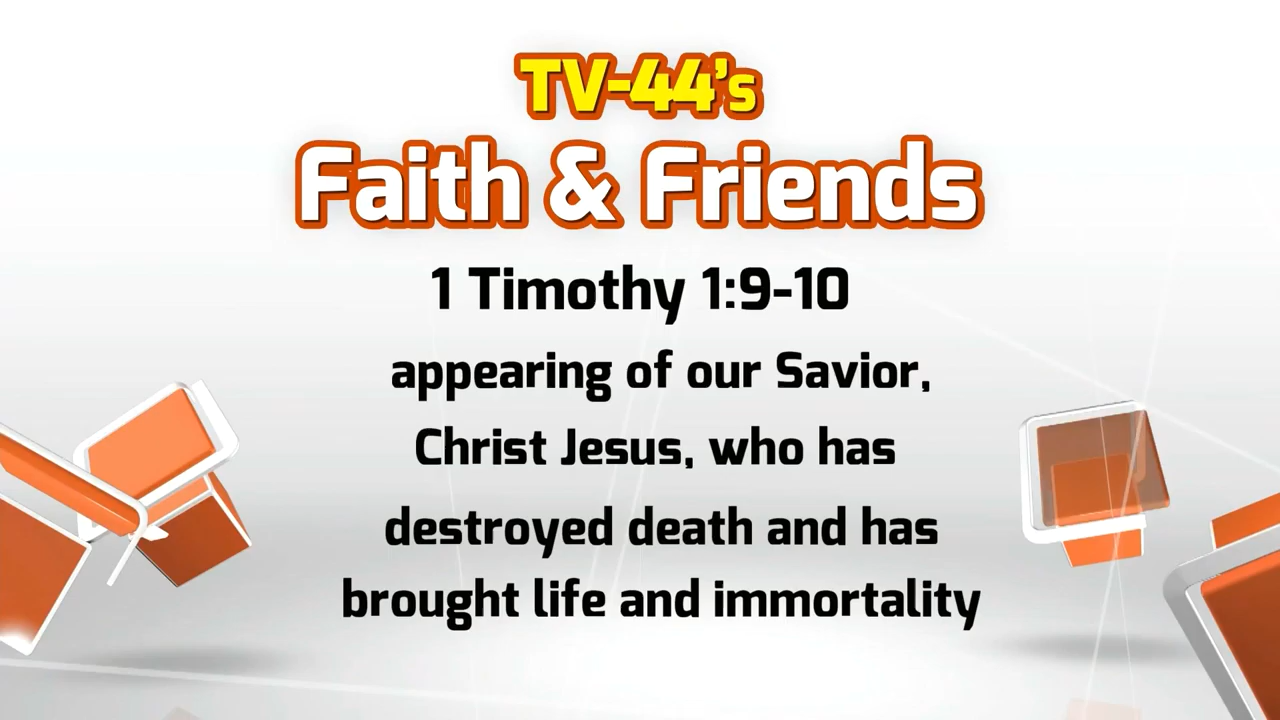 TV-44's
Faith & Friends
1 Timothy 1:9-10
appearing of our Savior,
Christ Jesus, who has
destroyed death and has
brought life and immortality